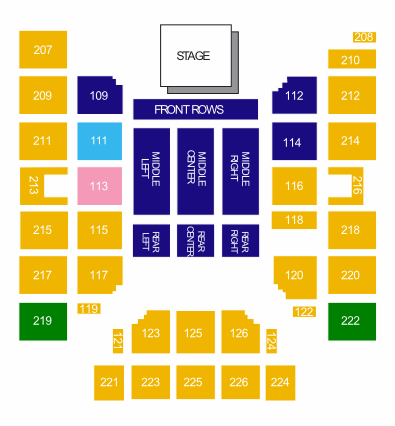 STAGE
207
208
210
209
109
112
212
FRONT ROWS
211
111
114
214
MIDDLE
LEFT
MIDDLE
CENTER
MIDDLE
RIGHT
213
113
116
216
215
115
118
218
REAR
LEFT
REAR
CENTER
REAR
RIGHT
217
117
120
220
219
119
122
222
121
123
125
126
124
221
223
225
226
224